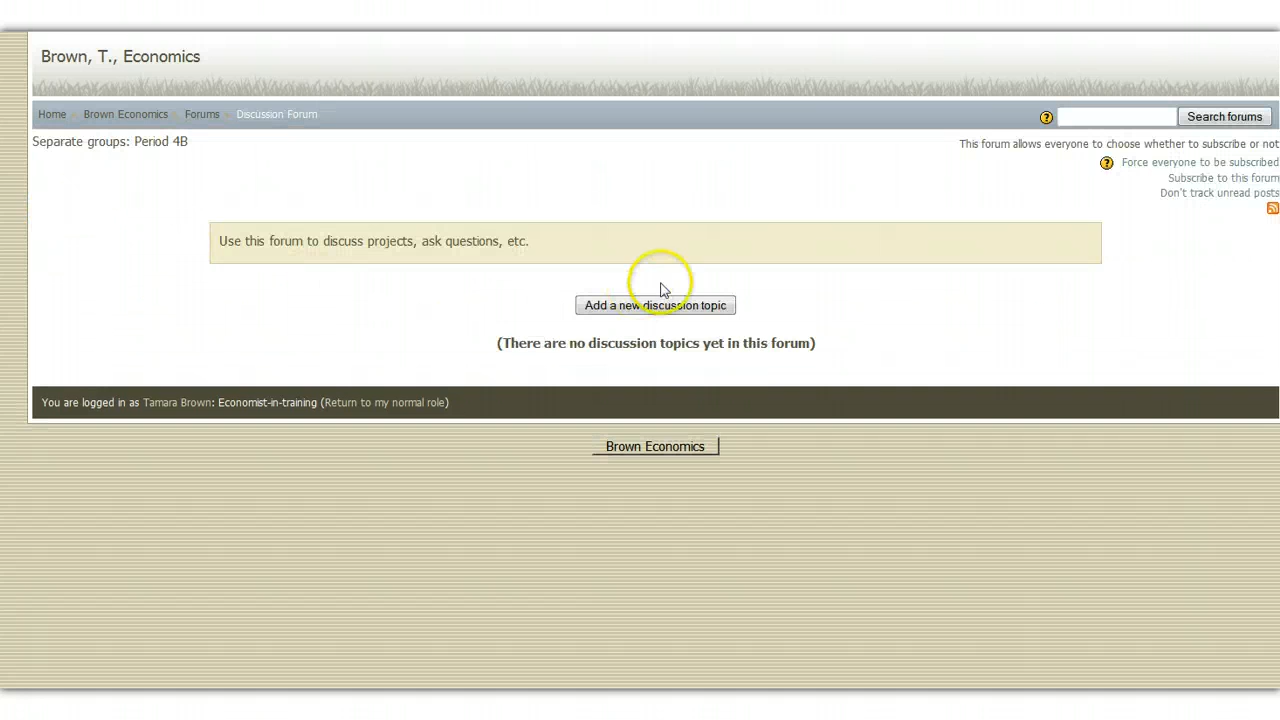 Brown, T., Economics
Home Brown Economics Forums Discussion Forum
? Search forums
Separate groups: Period 4B
This forum allows everyone to choose whether to subscribe or not
? Force everyone to be subscribed
Subscribe to this forum
Don't track unread posts
Use this forum to discuss projects, ask questions, etc.
Add a new discussion topic
(There are no discussion topics yet in this forum)
You are logged in as Tamara Brown: Economist-in-training (Return to my normal role)
Brown Economics